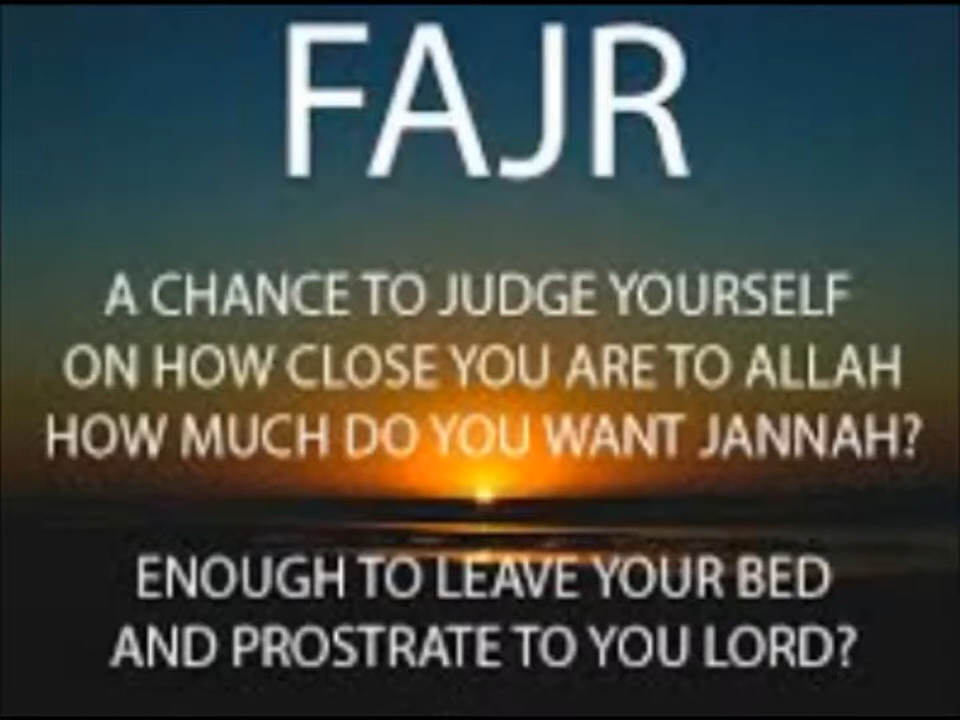 FAJR
A CHANCE TO JUDGE YOURSELF
ON HOW CLOSE YOU ARE TO ALLAH
HOW MUCH DO YOU WANT JANNAH?
ENOUGH TO LEAVE YOUR BED
AND PROSTRATE TO YOU LORD?